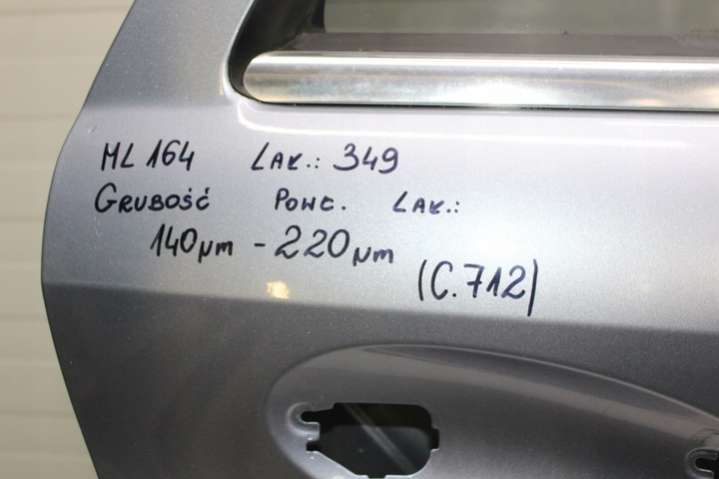 ML 164 LAK.: 349
GRUBOŚĆ POWŁ. LAK.:
140µm - 220µm
(C.712)